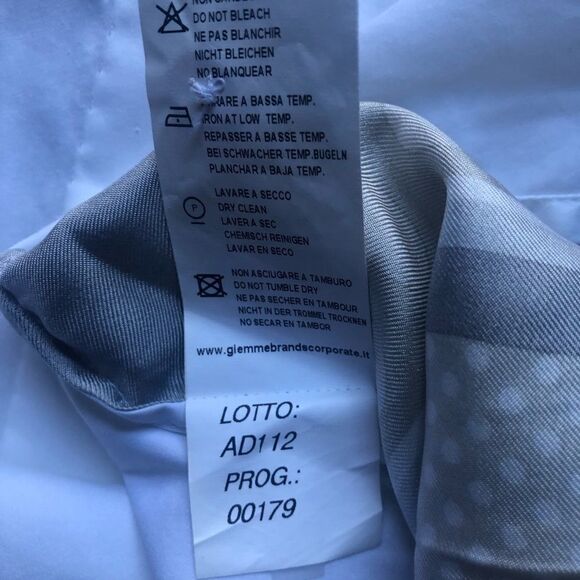 DO NOT BLEACH
NE PAS BLANCHIR
NICHT BLEICHEN
NO BLANQUEAR
A BASSA TEMP.
IRON AT LOW TEMP.
REPASSER A BASSE TEMP.
BEI SCHWACHER TEMP.BUGELN
PLANCHAR A BAJA TEMP.
P
LAVARE A SECCO
DRY CLEAN
LAVER A SEC
CHEMISCH REINIGEN
LAVAR EN SECO
NON ASCIUGARE A TAMBURO
DO NOT TUMBLE DRY
NE PAS SECHER EN TAMBOUR
NICHT IN DER TROMMEL TROCKNEN
NO SECAR EN TAMBOR
www.giemmebrandscorporate.it
LOTTO:
AD112
PROG.:
00179